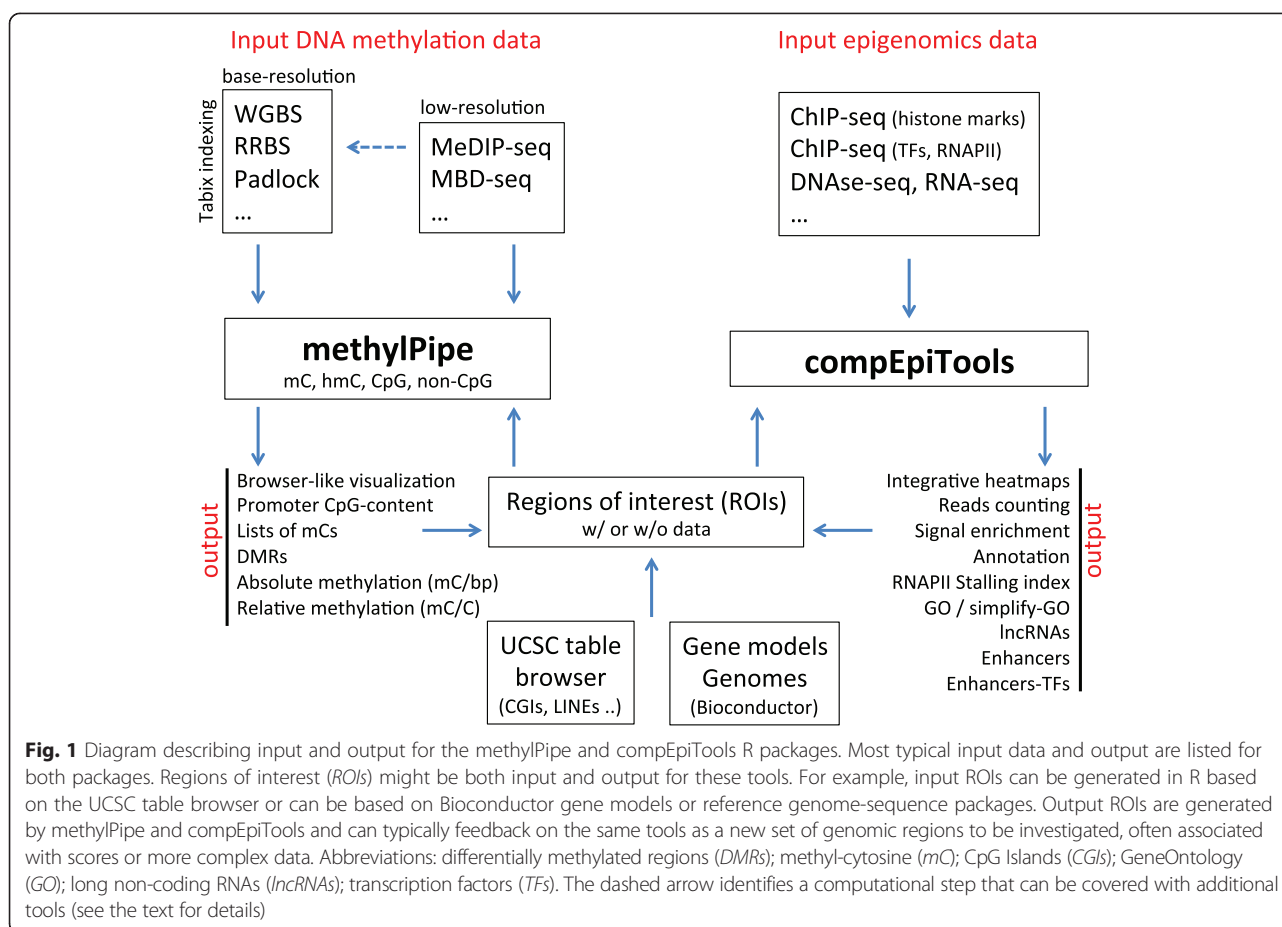 Input DNA methylation data
Input epigenomics data
base-resolution
Tabix indexing
WGBS
RRBS
Padlock
...
low-resolution
MeDIP-seq
MBD-seq
...
ChIP-seq (histone marks)
ChIP-seq (TFs, RNAPII)
DNAse-seq, RNA-seq
...
methylPipe
mC, hmC, CpG, non-CpG
compEpiTools
output
Browser-like visualization
Promoter CpG-content
Lists of mCs
DMRs
Absolute methylation (mC/bp)
Relative methylation (mC/C)
Regions of interest (ROIs)
w/ or w/o data
Integrative heatmaps
Reads counting
Signal enrichment
Annotation
RNAPII Stalling index
GO / simplify-GO
lncRNAs
Enhancers
Enhancers-TFs
output
UCSC table
browser
(CGIs, LINEs ..)
Gene models
Genomes
(Bioconductor)
Fig. 1 Diagram describing input and output for the methylPipe and compEpiTools R packages. Most typical input data and output are listed for
both packages. Regions of interest (ROIs) might be both input and output for these tools. For example, input ROIs can be generated in R based
on the UCSC table browser or can be based on Bioconductor gene models or reference genome-sequence packages. Output ROIs are generated
by methylPipe and compEpiTools and can typically feedback on the same tools as a new set of genomic regions to be investigated, often associated
with scores or more complex data. Abbreviations: differentially methylated regions (DMRs); methyl-cytosine (mC); CpG Islands (CGIs); GeneOntology
(GO); long non-coding RNAs (lncRNAs); transcription factors (TFs). The dashed arrow identifies a computational step that can be covered with additional
tools (see the text for details)